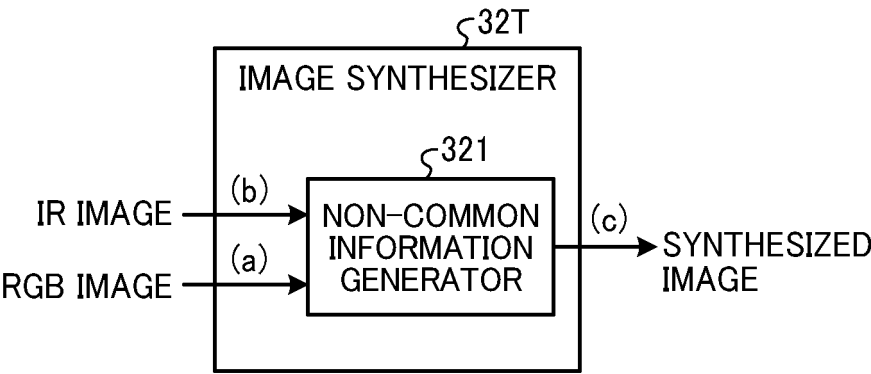 32T
IMAGE SYNTHESIZER
321
(b)
IR IMAGE
NON-COMMON
INFORMATION
GENERATOR
(a)
RGB IMAGE
(c)
SYNTHESIZED
IMAGE